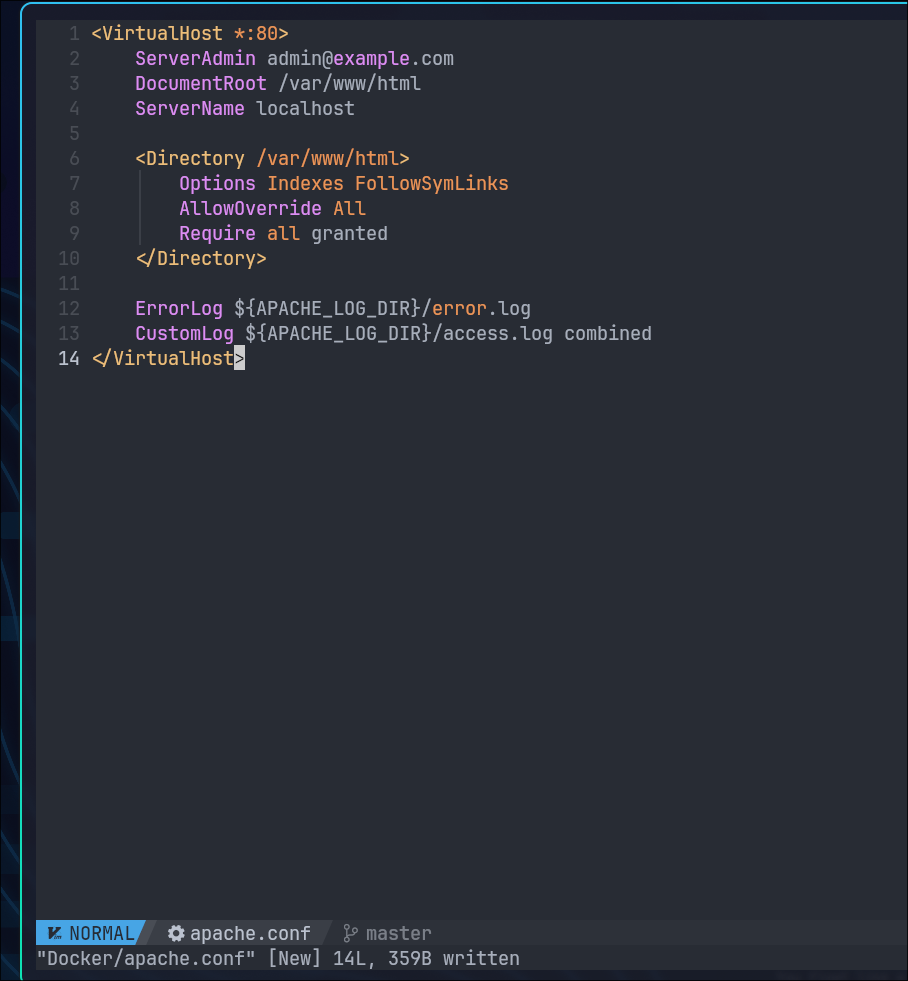 1 <VirtualHost *:80>
2     ServerAdmin admin@example.com
3     DocumentRoot /var/www/html
4     ServerName localhost
5
6     <Directory /var/www/html>
7         Options Indexes FollowSymLinks
8         AllowOverride All
9         Require all granted
10     </Directory>
11
12     ErrorLog ${APACHE_LOG_DIR}/error.log
13     CustomLog ${APACHE_LOG_DIR}/access.log combined
14 </VirtualHost>
NORMAL apache.conf master
"Docker/apache.conf" [New] 14L, 359B written